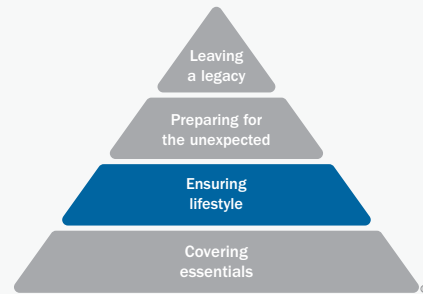 Leaving
a legacy
Preparing for
the unexpected
Ensuring
lifestyle
Covering
essentials